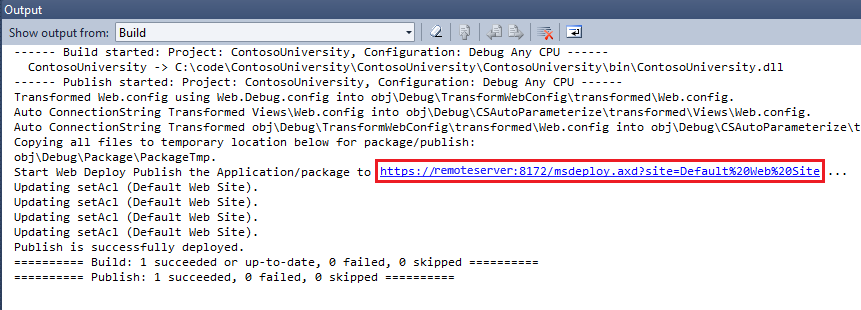 Output
Show output from: Build
------ Build started: Project: ContosoUniversity, Configuration: Debug Any CPU ------
ContosoUniversity -> C:\code\ContosoUniversity\ContosoUniversity\ContosoUniversity\bin\ContosoUniversity.dll
------ Publish started: Project: ContosoUniversity, Configuration: Debug Any CPU ------
Transformed Web.config using Web.Debug.config into obj\Debug\TransformWebConfig\transformed\Web.config.
Auto ConnectionString Transformed Views\Web.config into obj\Debug\CSAutoParameterize\transformed\Views\Web.config.
Auto ConnectionString Transformed obj\Debug\TransformWebConfig\transformed\Web.config into obj\Debug\CSAutoParameterize\t
Copying all files to temporary location below for package/publish:
obj\Debug\Package\PackageTmp.
Start Web Deploy Publish the Application/package to https://remoteserver:8172/msdeploy.axd?site=Default%20Web%20Site ...
Updating setAcl (Default Web Site).
Updating setAcl (Default Web Site).
Updating setAcl (Default Web Site).
Updating setAcl (Default Web Site).
Publish is successfully deployed.
========== Build: 1 succeeded or up-to-date, 0 failed, 0 skipped ==========
========== Publish: 1 succeeded, 0 failed, 0 skipped ==========